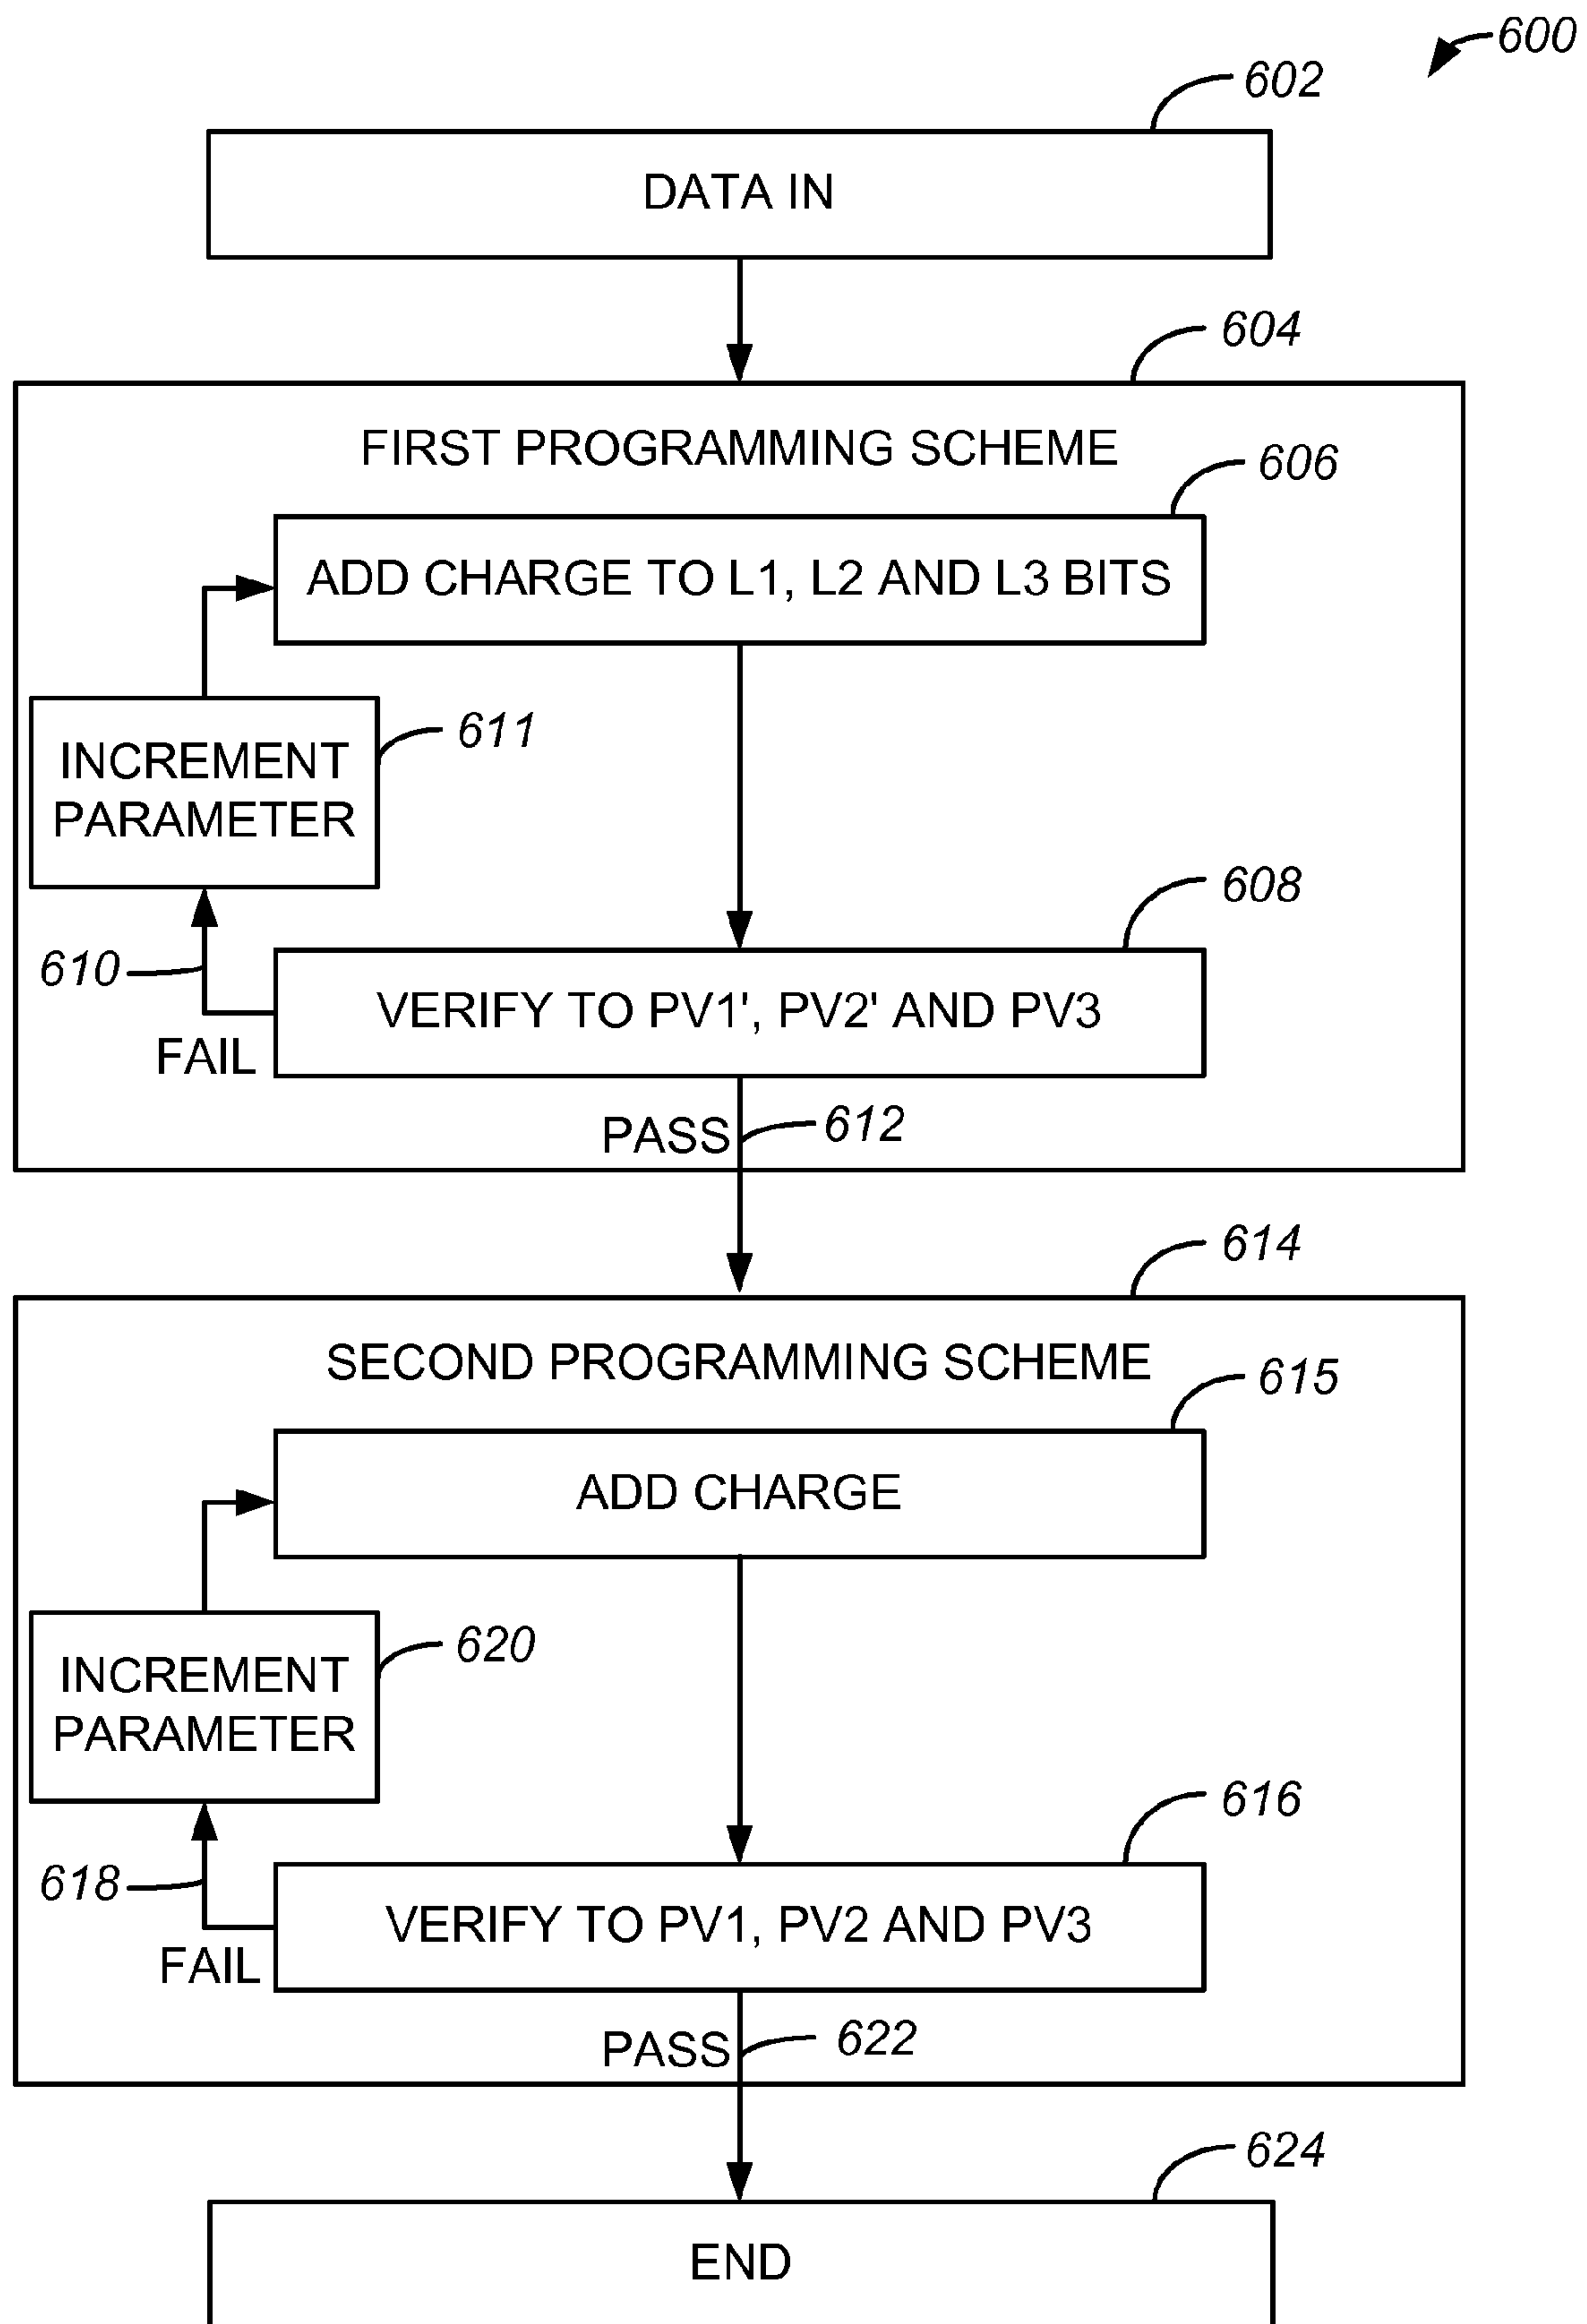 600
602
DATA IN
604
FIRST PROGRAMMING SCHEME
606
ADD CHARGE TO L1, L2 AND L3 BITS
611
INCREMENT
PARAMETER
608
610
VERIFY TO PV1', PV2' AND PV3
FAIL
PASS
612
614
SECOND PROGRAMMING SCHEME
615
ADD CHARGE
620
INCREMENT
PARAMETER
616
618
VERIFY TO PV1, PV2 AND PV3
FAIL
PASS
622
624
END